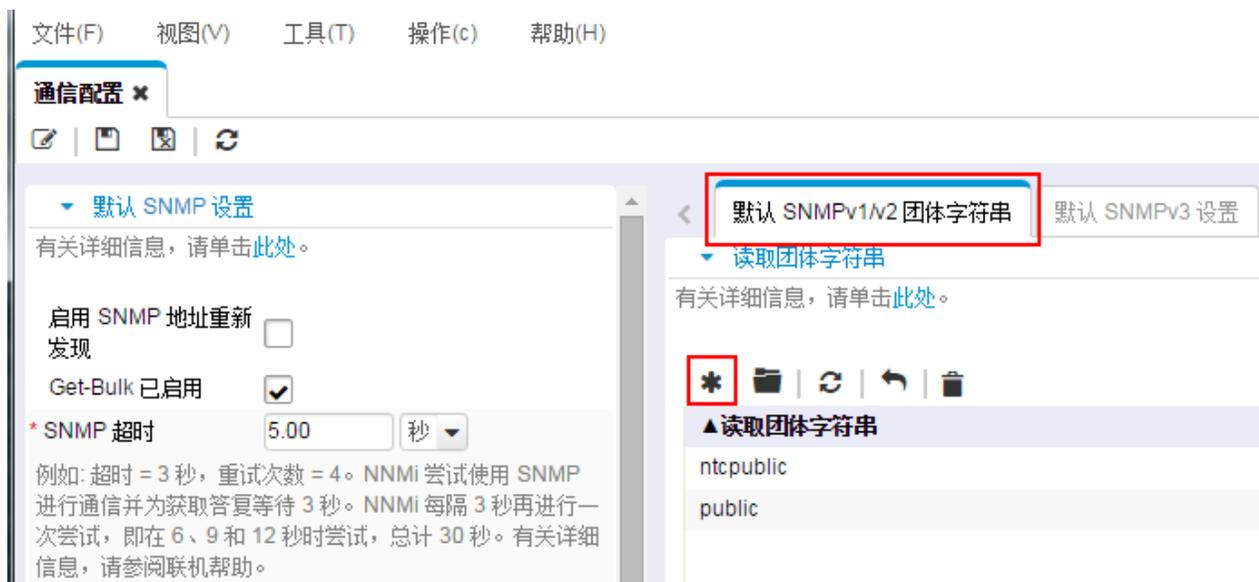 文件(F) 视图(V) 工具(T) 操作(c) 帮助(H)
通信配置
默认 SNMP 设置
有关详细信息，请单击此处。
启用 SNMP 地址重新
发现
Get-Bulk 已启用
* SNMP 超时 5.00 秒
例如: 超时 = 3 秒，重试次数 = 4。NNMi 尝试使用 SNMP
进行通信并为获取答复等待 3 秒。NNMi 每隔 3 秒再进行一
次尝试，即在 6、9 和 12 秒时尝试，总计 30 秒。有关详细
信息，请参阅联机帮助。
默认 SNMPv1/v2 团体字符串 默认 SNMPv3 设置
读取团体字符串
有关详细信息，请单击此处。
▲读取团体字符串
ntcpublic
public